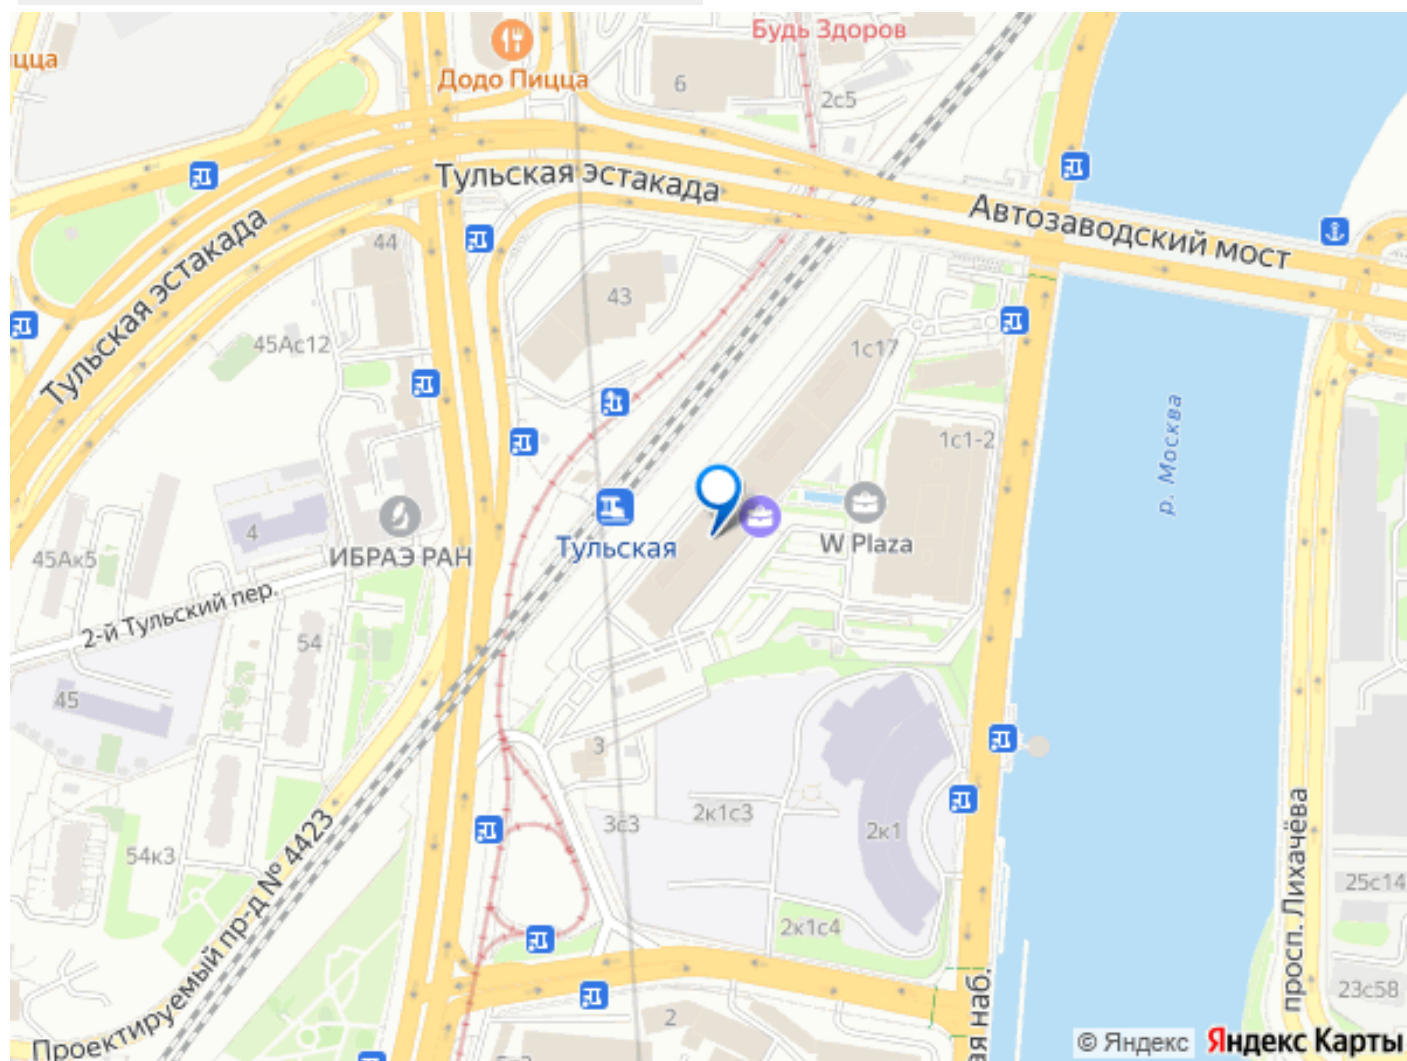 Будь Здоров
цца
Додо Пицца
6
2с5
Тульская эстакада
Автозаводский мост
44
Тульская эстакада
43
45Ас12
1с17
р. Москва
1с1-2
4
ИБРАЭ РАН
Тульская
W Plaza
45Ак5
2-й Тульский пер.
54
45
3
3с3
2к1с3
2к1
54к3
Проектируемый пр-д № 4423
просп. Лихачёва
25с14
2к1с4
23с58
ая наб.
2
© Яндекс Яндекс Карты